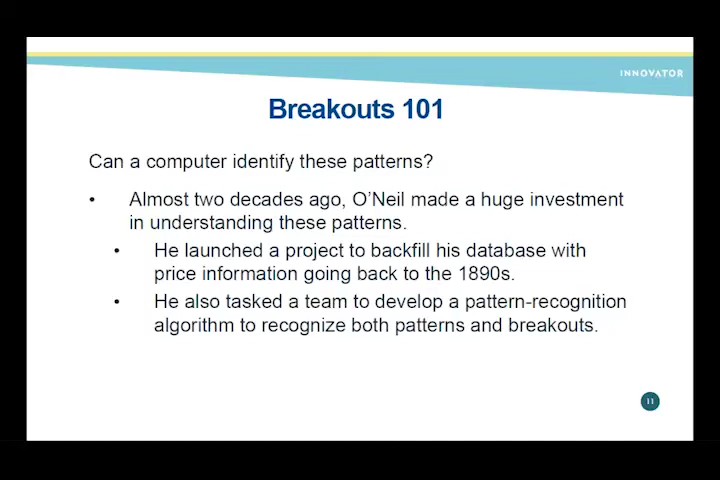 INNOVATOR
Breakouts 101
Can a computer identify these patterns?
• Almost two decades ago, O'Neil made a huge investment
in understanding these patterns.
• He launched a project to backfill his database with
price information going back to the 1890s.
• He also tasked a team to develop a pattern-recognition
algorithm to recognize both patterns and breakouts.
11